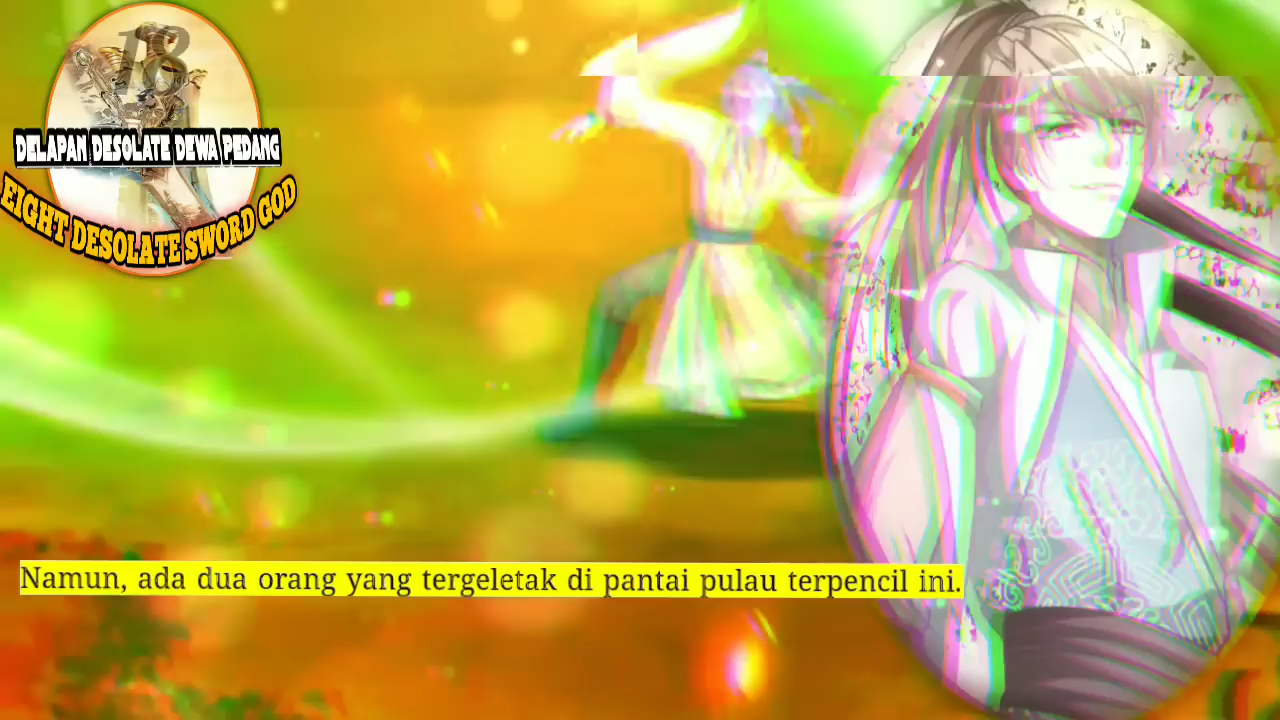 18
DELAPAN DESOLATE DEWA PEDANG
EIGHT DESOLATE SWORD GOD
Namun, ada dua orang yang tergeletak di pantai pulau terpencil ini.